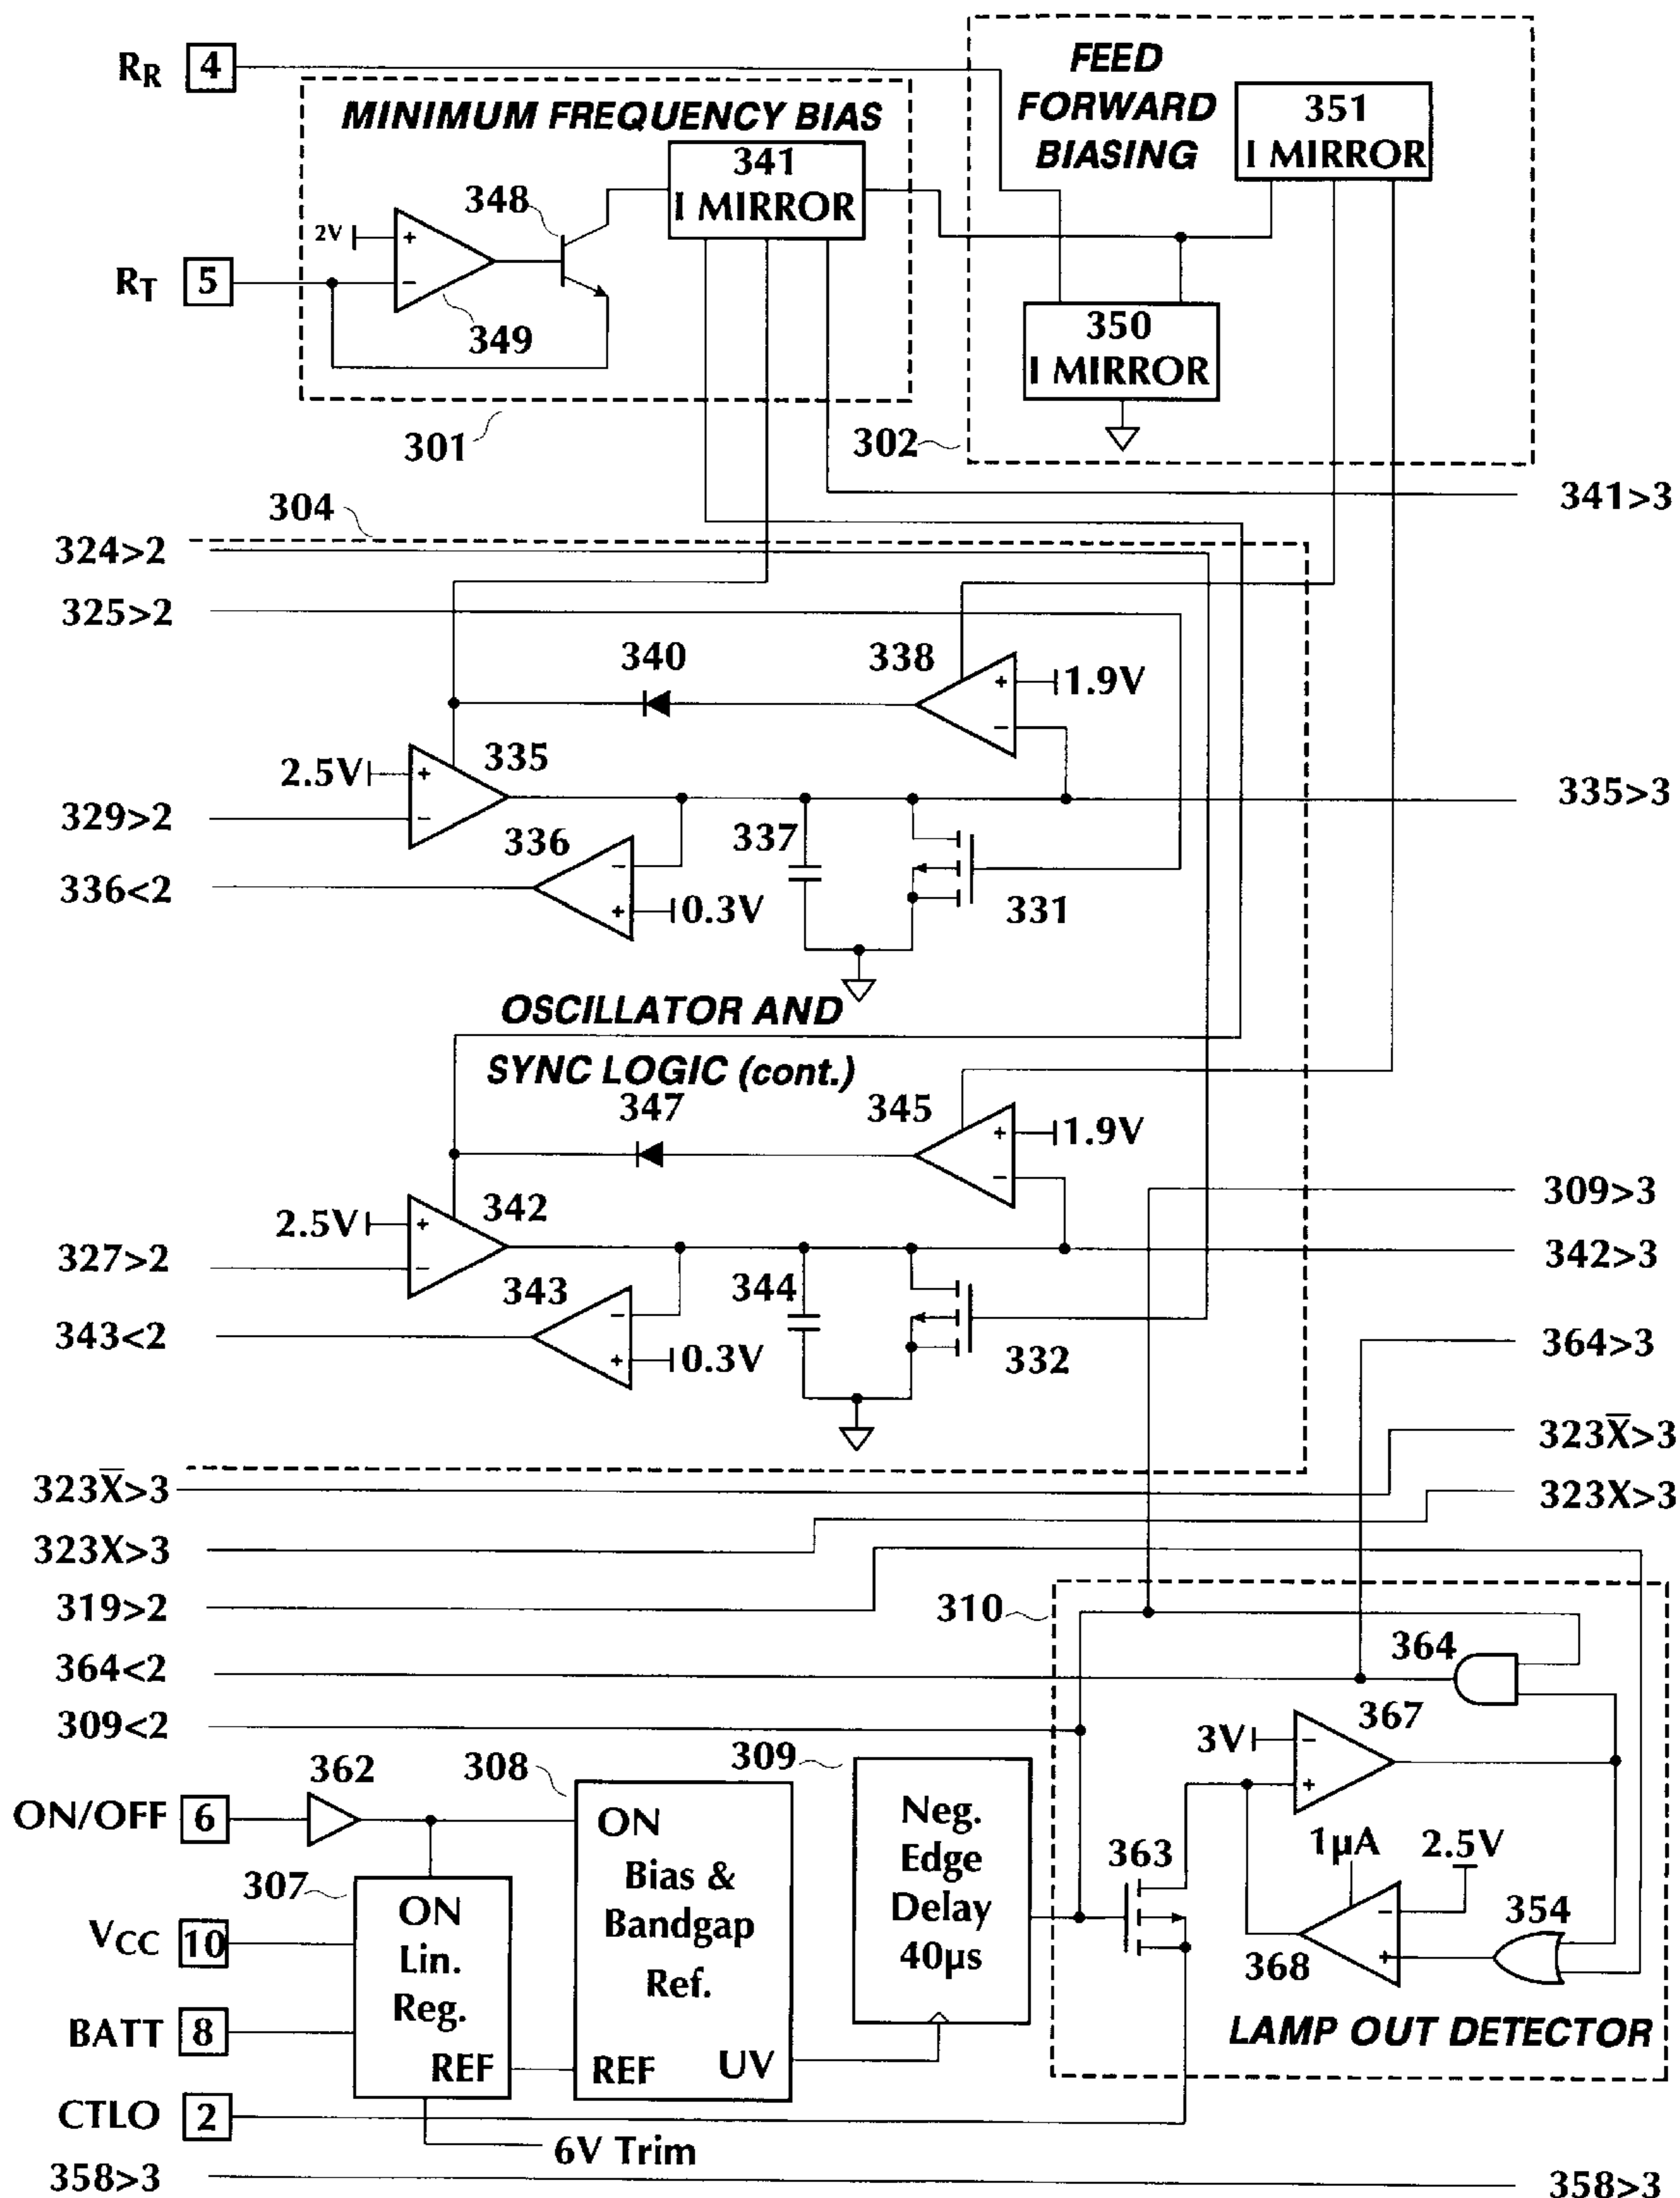 R_R 4
FEED
FORWARD
BIASING
351
I MIRROR
MINIMUM FREQUENCY BIAS
341
I MIRROR
348
2V
+
−
R_T 5
349
350
I MIRROR
301
302
341>3
304
324>2
325>2
340
338
+
1.9V
−
335
2.5V
+
−
335>3
329>2
336
−
+
0.3V
337
331
336<2
OSCILLATOR AND
SYNC LOGIC (cont.)
347
345
+
1.9V
−
309>3
342
2.5V
+
−
342>3
327>2
343
−
+
0.3V
344
332
343<2
364>3
323X̅>3
323X̅>3
323X>3
323X>3
319>2
310
364
364<2
367
309<2
3V
−
+
309
362
308
ON/OFF 6
ON
Bias &
Bandgap
Ref.
REF
UV
Neg.
Edge
Delay
40µs
363
1µA
2.5V
−
+
354
368
307
ON
Lin.
Reg.
REF
V_CC 10
BATT 8
LAMP OUT DETECTOR
CTLO 2
6V Trim
358>3
358>3